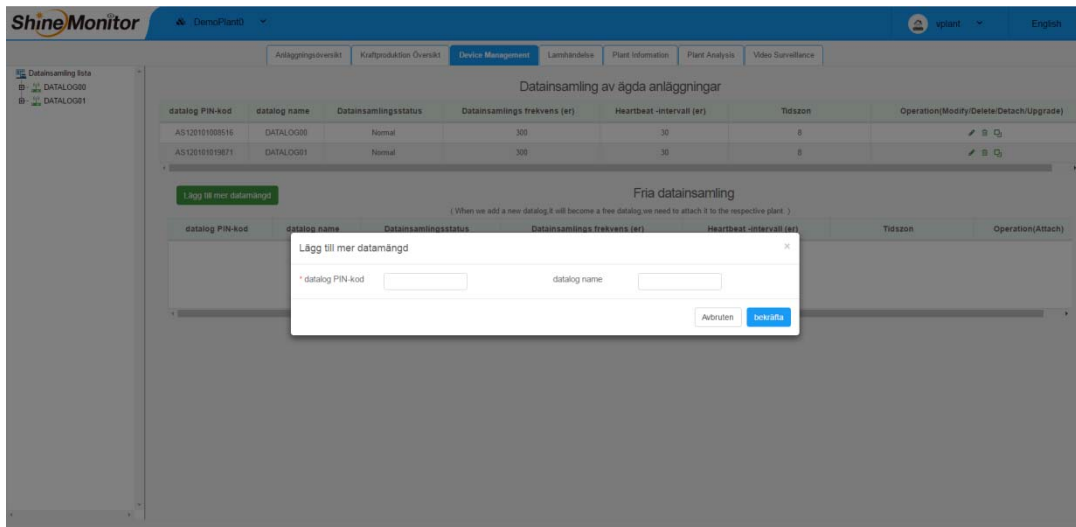 ShineMonitor
DemoPlantD
vplant
English
Anläggningsöversikt
Kraftproduktion Översikt
Device Management
Larmhändelse
Plant Information
Plant Analysis
Video Surveillance
Datainsamling lista
DATALOG00
DATALOG01
Datainsamling av ägda anläggningar
datalog PIN-kod datalog name Datainsamlingsstatus Datainsamlings frekvens (er) Heartbeat -intervall (er) Tidszon Operation(Modify/Delete/Detach/Upgrade)
AS120101009516 DATALOG00 Normal 300 30 8
AS120101019871 DATALOG01 Normal 300 30 8
Lägg till mer datamängd
Fria datainsamling
( When we add a new datalog,it will become a free datalog,we need to attach it to the respective plant. )
datalog PIN-kod datalog name Datainsamlingsstatus Datainsamlings frekvens (er) Heartbeat -intervall (er) Tidszon Operation(Attach)
Lägg till mer datamängd ×
* datalog PIN-kod datalog name
Avbruten bekräfta